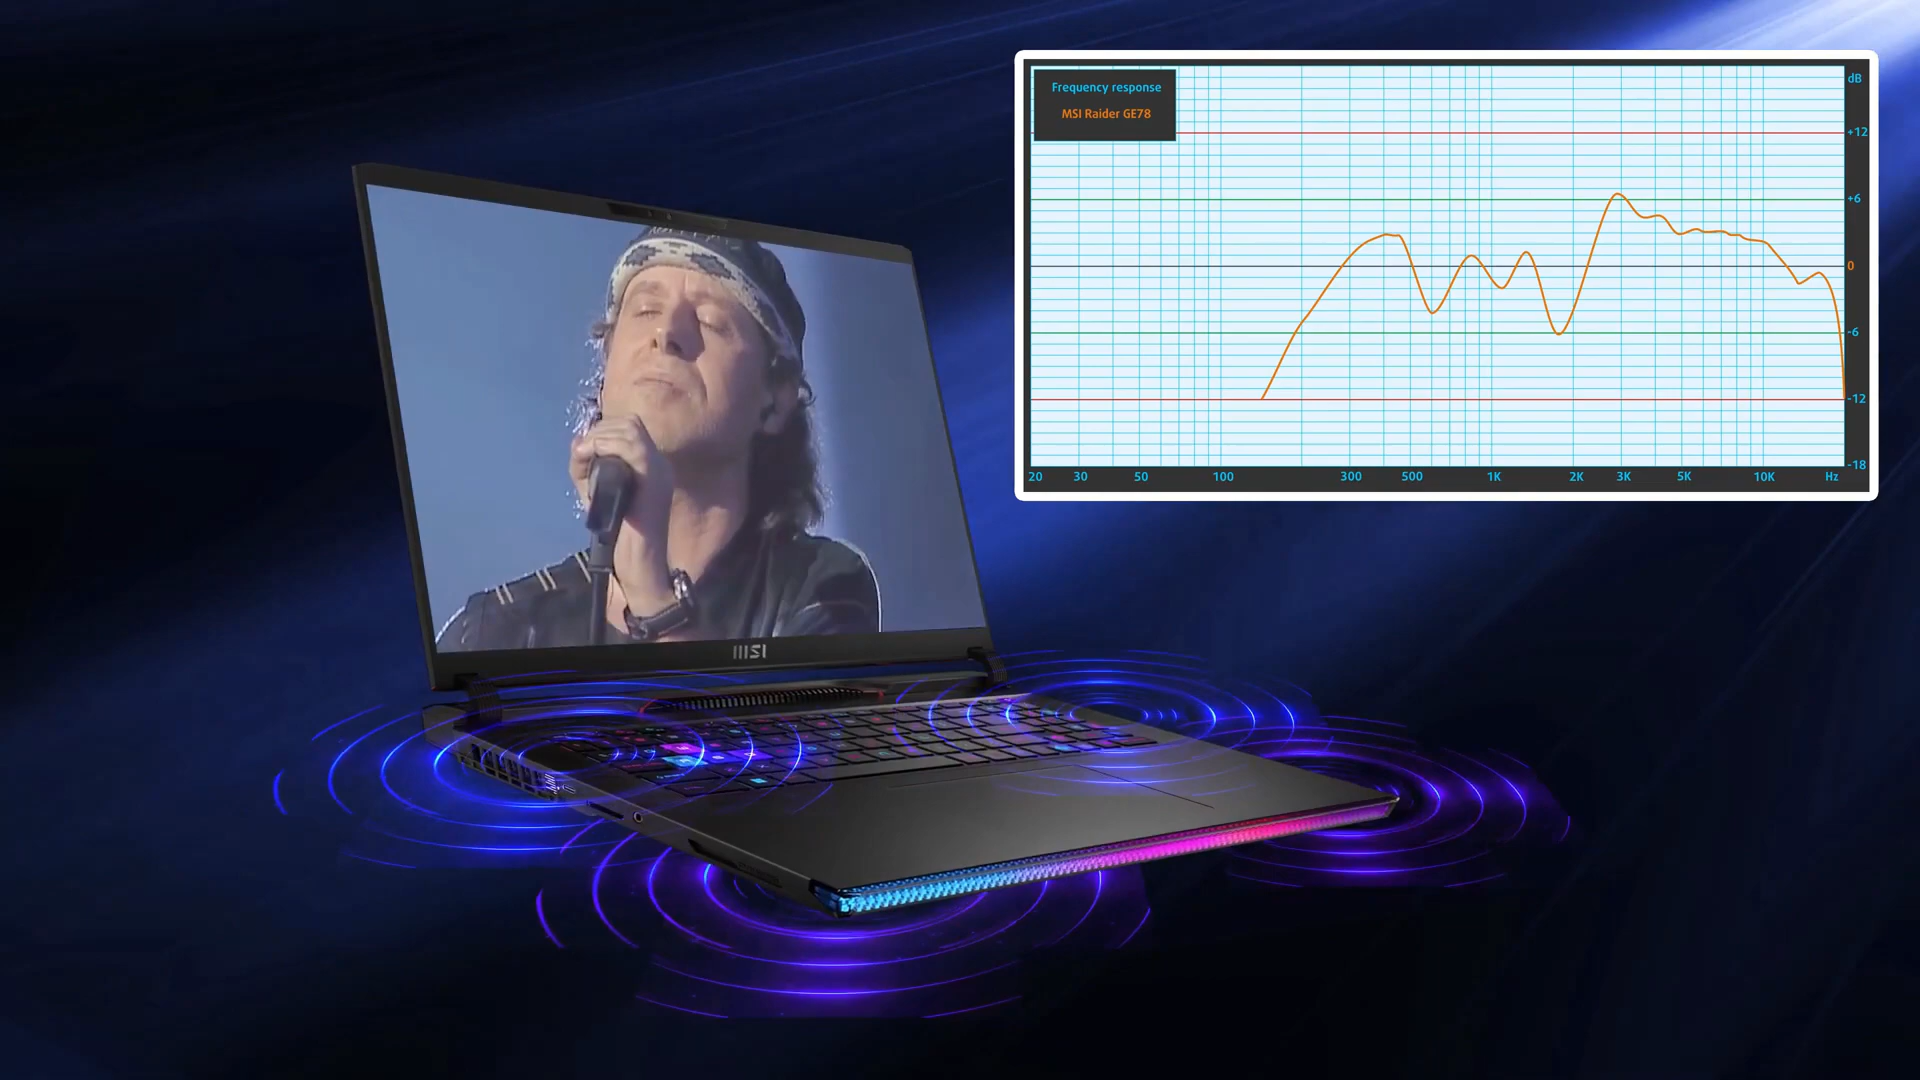 Frequency response
MSI Raider GE78
dB
+12
+6
0
-6
-12
-18
20 30 50 100 300 500 1K 2K 3K 5K 10K Hz
msi